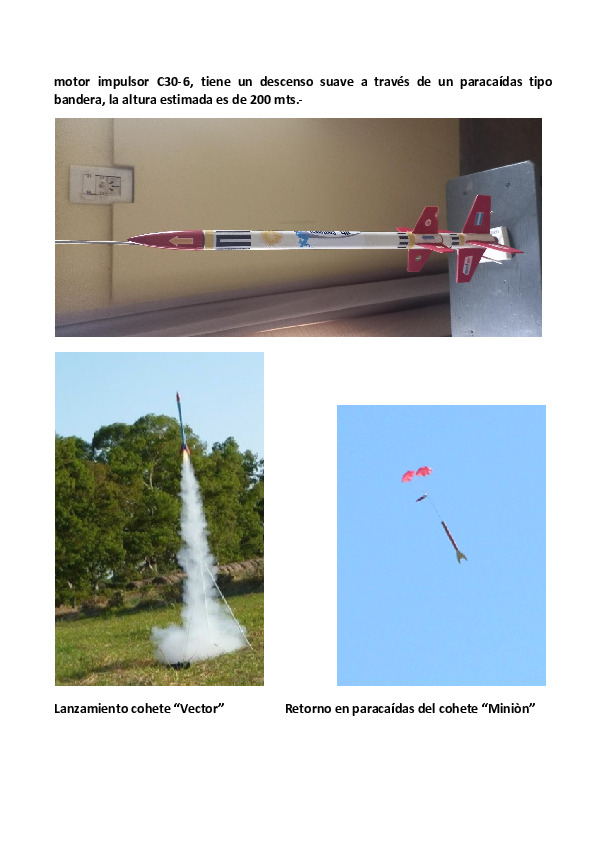 motor impulsor C30-6, tiene un descenso suave a través de un paracaídas tipo
bandera, la altura estimada es de 200 mts.-
Lanzamiento cohete “Vector”
Retorno en paracaídas del cohete “Miniòn”